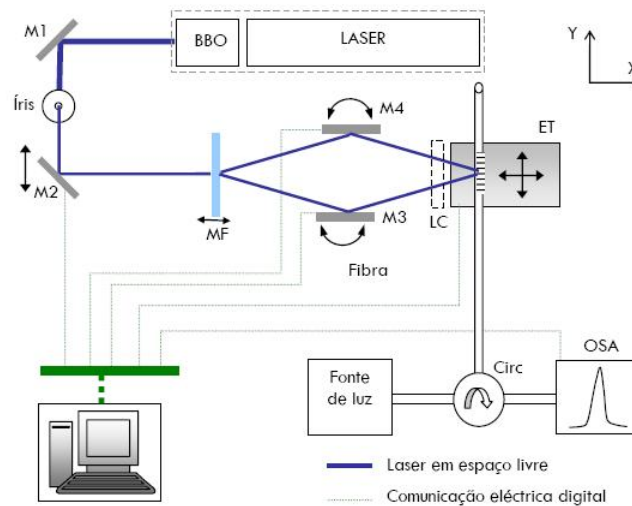 M1
BBO
LASER
Y
X
Íris
M4
ET
M2
MF
M3
LC
Fibra
OSA
Circ
Fonte
de luz
Laser em espaço livre
Comunicação eléctrica digital